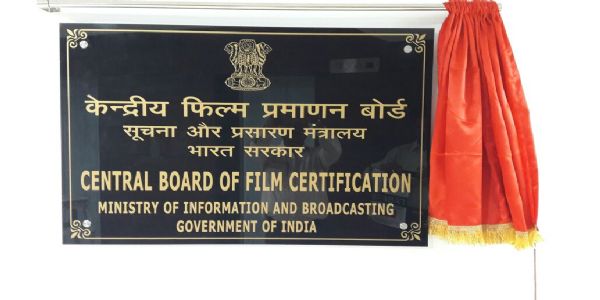 केन्द्रीय फिल्म प्रमाणन बोर्ड
सूचना और प्रसारण मंत्रालय
भारत सरकार
CENTRAL BOARD OF FILM CERTIFICATION
MINISTRY OF INFORMATION AND BROADCASTING
GOVERNMENT OF INDIA